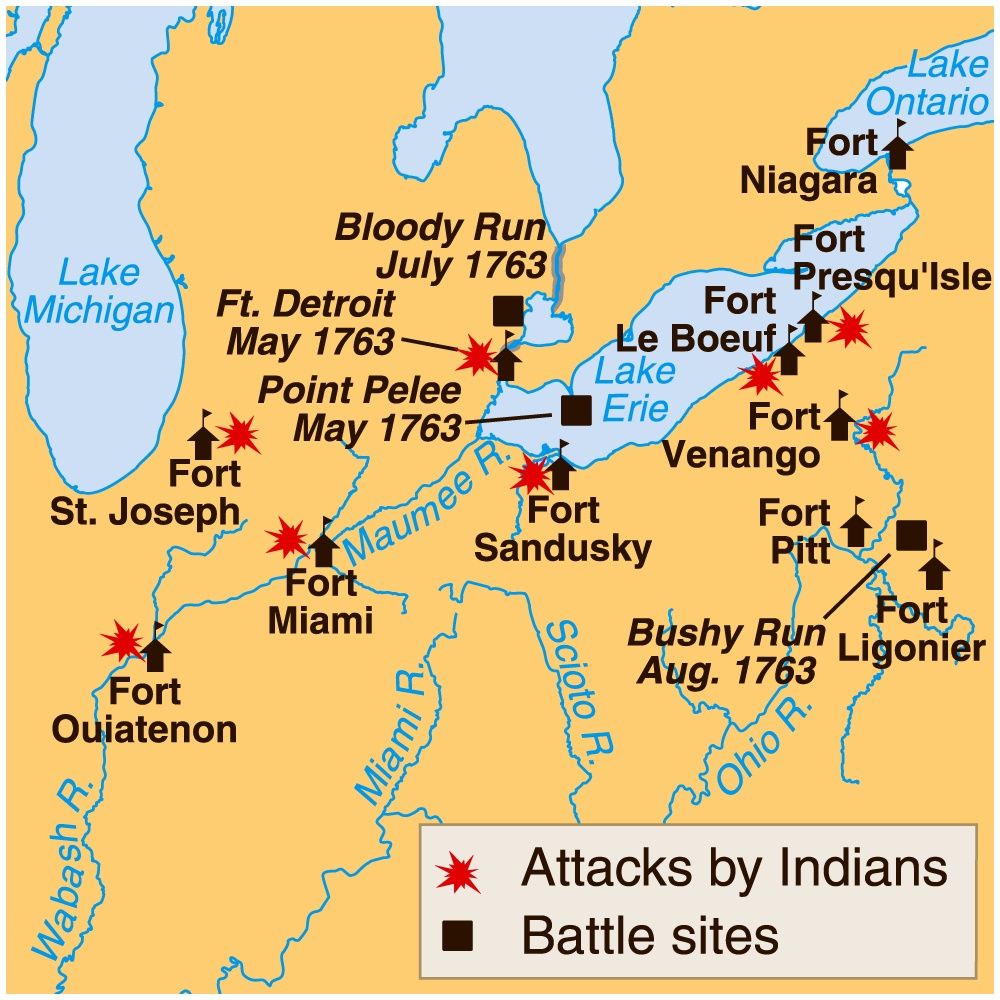 Lake
Ontario
Fort
Niagara
Bloody Run
July 1763
Fort
Presqu'Isle
Lake
Michigan
Ft. Detroit
May 1763
Fort
Le Boeuf
Lake
Erie
Point Pelee
May 1763
Fort
Venango
Fort
St. Joseph
Maumee R.
Fort
Sandusky
Fort
Pitt
Fort
Miami
Fort
Ligonier
Bushy Run
Aug. 1763
Fort
Ouiatenon
Miami R.
Scioto R.
Ohio R.
Wabash R.
Attacks by Indians
Battle sites